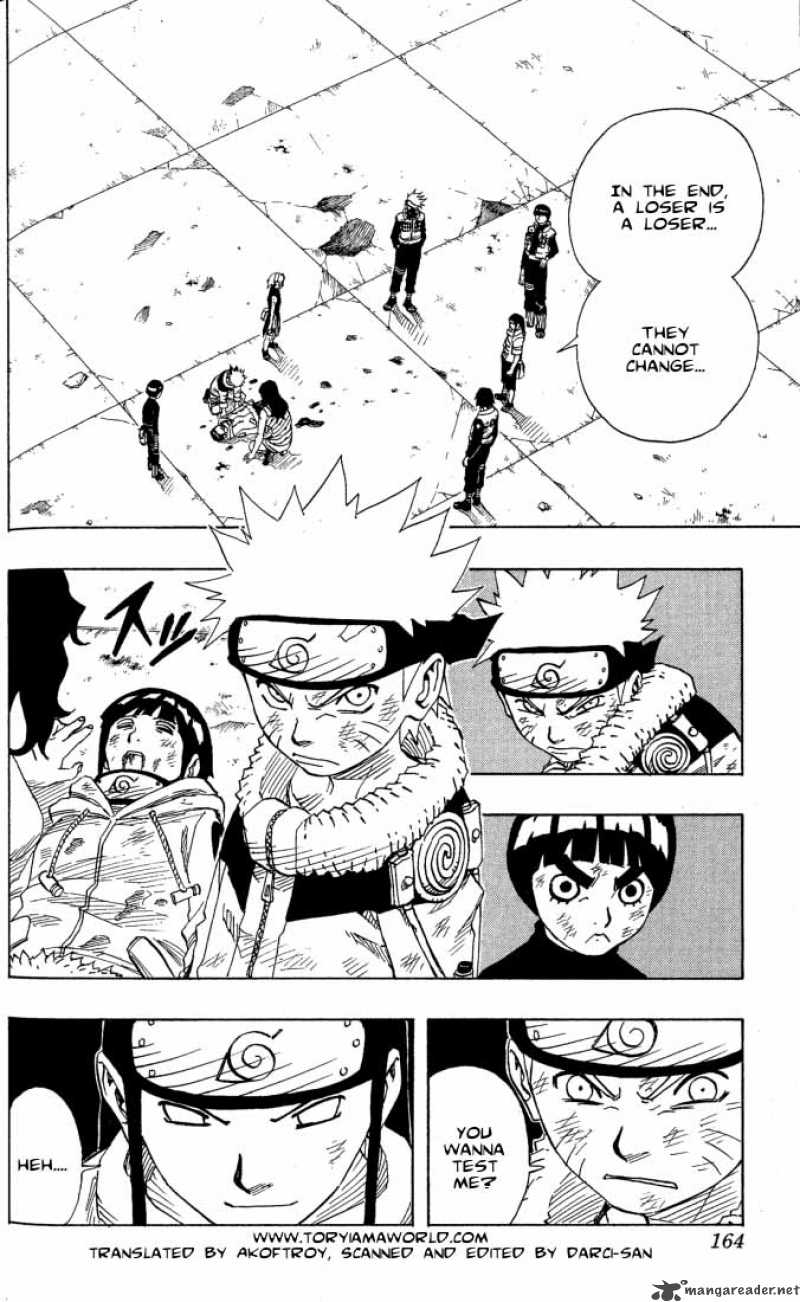 IN THE END,
A LOSER IS
A LOSER...
THEY
CANNOT
CHANGE...
スッ
YOU
WANNA
TEST
ME?
HEH....
WWW.TORYIAMAWORLD.COM
TRANSLATED BY AKOFTROY, SCANNED AND EDITED BY DARCI-SAN
164
mangareader.net